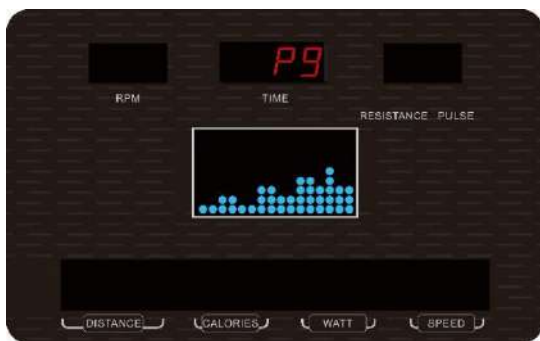 P9
RPM TIME
RESISTANCE PULSE
DISTANCE CALORIES WATT SPEED